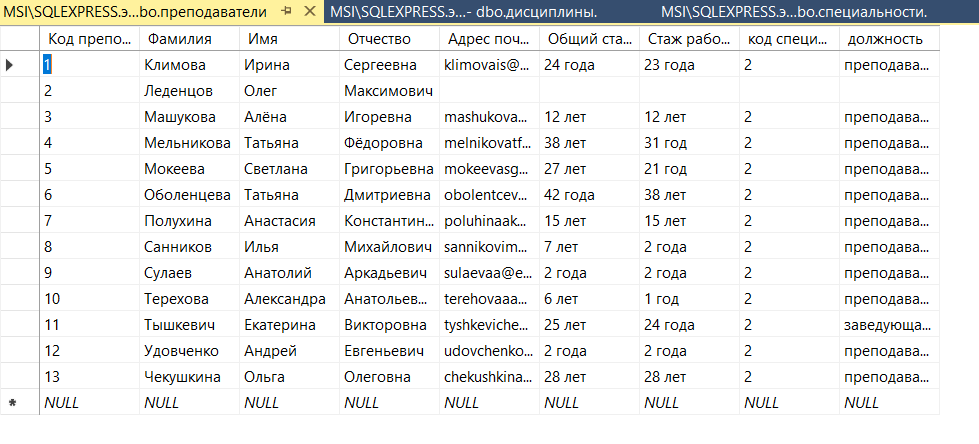 MSI\SQLEXPRESS.э...bo.преподаватели MSI\SQLEXPRESS.э...- dbo.дисциплины. MSI\SQLEXPRESS.э...bo.специальности.
Код препо... Фамилия Имя Отчество Адрес поч... Общий ста... Стаж рабо... код специ... должность
1 Климова Ирина Сергеевна klimovais@... 24 года 23 года 2 препода​ва...
2 Леденцов Олег Максимович
3 Машукова Алёна Игоревна mashukova... 12 лет 12 лет 2 преподава...
4 Мельникова Татьяна Фёдоровна melnikovatf... 38 лет 31 год 2 преподава...
5 Мокеева Светлана Григорьевна mokeevasg... 27 лет 21 год 2 преподава...
6 Оболенцева Татьяна Дмитриевна obolentcev... 42 года 38 лет 2 преподава...
7 Полухина Анастасия Константин... poluhinaak... 15 лет 15 лет 2 преподава...
8 Санников Илья Михайлович sannikovim... 7 лет 2 года 2 преподава...
9 Сулаев Анатолий Аркадьевич sulaevaa@e... 2 года 2 года 2 преподава...
10 Терехова Александра Анатольев... terehovaaa... 6 лет 1 год 2 преподава...
11 Тышкевич Екатерина Викторовна tyshkeviche... 25 лет 24 года 2 заведующа...
12 Удовченко Андрей Евгеньевич udovchenko... 2 года 2 года 2 преподава...
13 Чекушкина Ольга Олеговна chekushkina... 28 лет 28 лет 2 преподава...
NULL NULL NULL NULL NULL NULL NULL NULL NULL